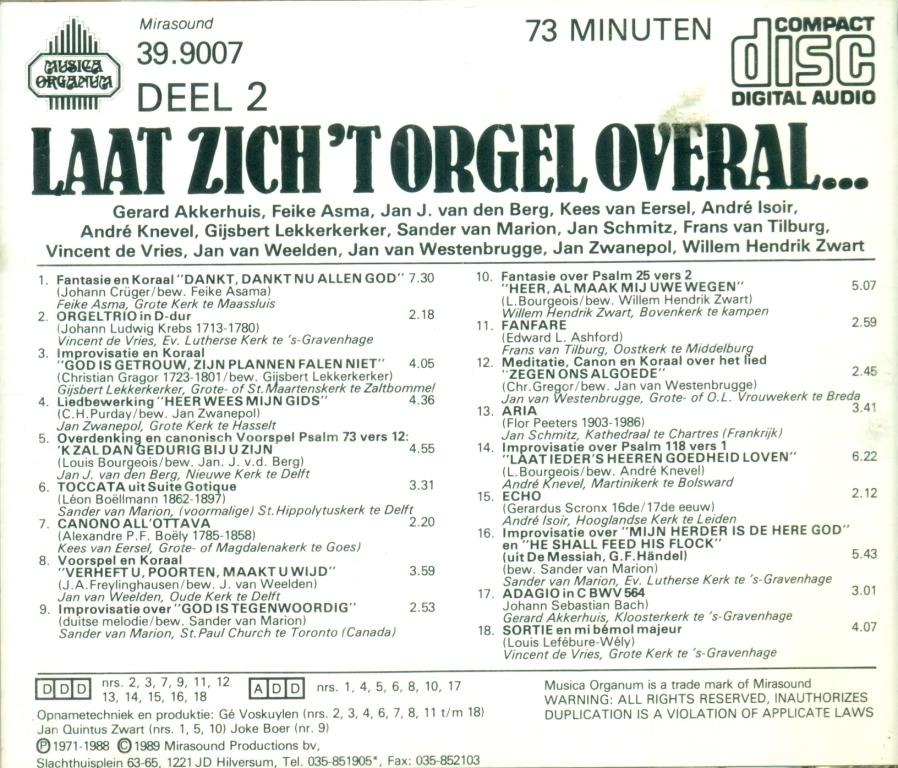 Mirasound
39.9007
DEEL 2
MUSICA
ORGANUM
73 MINUTEN
COMPACT
disc
DIGITAL AUDIO
LAAT ZICH 'T ORGEL OVERAL...
Gerard Akkerhuis, Feike Asma, Jan J. van den Berg, Kees van Eersel, André Isoir,
André Knevel, Gijsbert Lekkerkerker, Sander van Marion, Jan Schmitz, Frans van Tilburg,
Vincent de Vries, Jan van Weelden, Jan van Westenbrugge, Jan Zwanepol, Willem Hendrik Zwart
1. Fantasie en Koraal "DANKT, DANKT NU ALLEN GOD" 7.30
(Johann Crüger/bew. Feike Asama)
Feike Asma, Grote Kerk te Maassluis
2. ORGELTRIO in D-dur 2.18
(Johann Ludwig Krebs 1713-1780)
Vincent de Vries, Ev. Lutherse Kerk te 's-Gravenhage
3. Improvisatie en Koraal
"GOD IS GETROUW, ZIJN PLANNEN FALEN NIET" 4.05
(Christian Gragor 1723-1801/bew. Gijsbert Lekkerkerker)
Gijsbert Lekkerkerker, Grote- of St. Maartenskerk te Zaltbommel
4. Liedbewerking "HEER WEES MIJN GIDS" 4.36
(C.H.Purday/bew. Jan Zwanepol)
Jan Zwanepol, Grote Kerk te Hasselt
5. Overdenking en canonisch Voorspel Psalm 73 vers 12:
'K ZAL DAN GEDURIG BIJ U ZIJN 4.55
(Louis Bourgeois/bew. Jan. J. v.d. Berg)
Jan J. van den Berg, Nieuwe Kerk te Delft
6. TOCCATA uit Suite Gotique 3.31
(Léon Boëllmann 1862-1897)
Sander van Marion, (voormalige) St.Hippolytuskerk te Delft
7. CANONO ALL'OTTAVA 2.20
(Alexandre P.F. Boëly 1785-1858)
Kees van Eersel, Grote- of Magdalenakerk te Goes)
8. Voorspel en Koraal
"VERHEFT U, POORTEN, MAAKT U WIJD" 3.59
(J.A.Freylinghausen/bew. J. van Weelden)
Jan van Weelden, Oude Kerk te Delft
9. Improvisatie over "GOD IS TEGENWOORDIG" 2.53
(duitse melodie/bew. Sander van Marion)
Sander van Marion, St.Paul Church te Toronto (Canada)
10. Fantasie over Psalm 25 vers 2
"HEER, AL MAAK MIJ UWE WEGEN" 5.07
(L.Bourgeois/bew. Willem Hendrik Zwart)
Willem Hendrik Zwart, Bovenkerk te kampen
11. FANFARE 2.59
(Edward L. Ashford)
Frans van Tilburg, Oostkerk te Middelburg
12. Meditatie, Canon en Koraal over het lied
"ZEGEN ONS ALGOEDE" 2.45
(Chr.Gregor/bew. Jan van Westenbrugge)
Jan van Westenbrugge, Grote- of O.L. Vrouwekerk te Breda
13. ARIA 3.41
(Flor Peeters 1903-1986)
Jan Schmitz, Kathedraal te Chartres (Frankrijk)
14. Improvisatie over Psalm 118 vers 1
"LAAT IEDER'S HEEREN GOEDHEID LOVEN" 6.22
(L.Bourgeois/bew. André Knevel)
André Knevel, Martinikerk te Bolsward
15. ECHO 2.12
(Gerardus Scronx 16de/17de eeuw)
André Isoir, Hooglandse Kerk te Leiden
16. Improvisatie over "MIJN HERDER IS DE HERE GOD"
en "HE SHALL FEED HIS FLOCK"
(uit De Messiah, G.F.Händel) 5.43
(bew. Sander van Marion)
Sander van Marion, Ev. Lutherse Kerk te 's-Gravenhage
17. ADAGIO in C BWV 564 3.01
Johann Sebastian Bach)
Gerard Akkerhuis, Kloosterkerk te 's-Gravenhage
18. SORTIE en mi bémol majeur 4.07
(Louis Lefébure-Wély)
Vincent de Vries, Grote Kerk te 's-Gravenhage
DDD nrs. 2, 3, 7, 9, 11, 12
13, 14, 15, 16, 18
ADD nrs. 1, 4, 5, 6, 8, 10, 17
Opnametechniek en produktie: Gé Voskuylen (nrs. 2, 3, 4, 6, 7, 8, 11 t/m 18)
Jan Quintus Zwart (nrs. 1, 5, 10) Joke Boer (nr. 9)
Ⓟ 1971-1988 © 1989 Mirasound Productions bv,
Slachthuisplein 63-65, 1221 JD Hilversum, Tel. 035-851905*, Fax: 035-852103
Musica Organum is a trade mark of Mirasound
WARNING: ALL RIGHTS RESERVED, INAUTHORIZES
DUPLICATION IS A VIOLATION OF APPLICATE LAWS